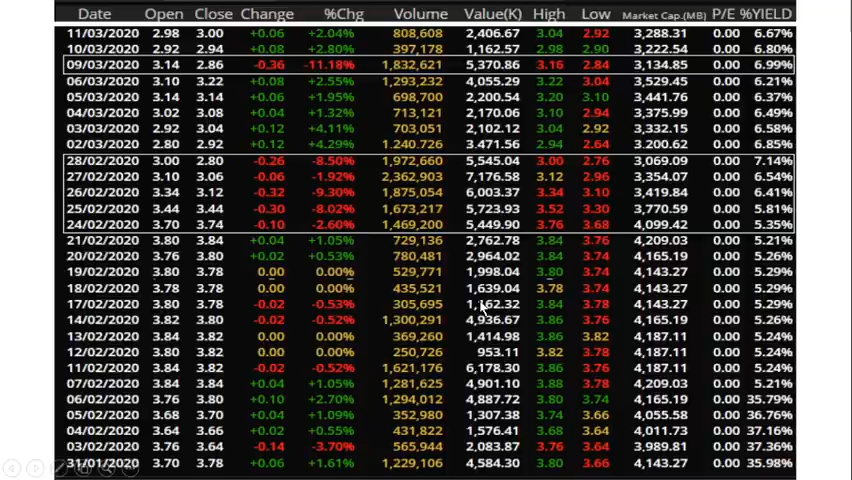 Date Open Close Change %Chg Volume Value(K) High Low Market Cap.(MB) P/E %YIELD
11/03/2020 2.98 3.00 +0.06 +2.04% 808,608 2,406.67 3.04 2.92 3,288.31 0.00 6.67%
10/03/2020 2.92 2.94 +0.08 +2.80% 397,178 1,162.57 2.98 2.90 3,222.54 0.00 6.80%
09/03/2020 3.14 2.86 -0.36 -11.18% 1,832,621 5,370.86 3.16 2.84 3,134.85 0.00 6.99%
06/03/2020 3.10 3.22 +0.08 +2.55% 1,293,232 4,055.29 3.22 3.04 3,529.45 0.00 6.21%
05/03/2020 3.14 3.14 +0.06 +1.95% 698,700 2,200.54 3.20 3.10 3,441.76 0.00 6.37%
04/03/2020 3.02 3.08 +0.04 +1.32% 713,121 2,170.06 3.10 2.94 3,375.99 0.00 6.49%
03/03/2020 2.92 3.04 +0.12 +4.11% 703,051 2,102.12 3.04 2.92 3,332.15 0.00 6.58%
02/03/2020 2.80 2.92 +0.12 +4.29% 1,240,726 3,471.56 2.94 2.64 3,200.62 0.00 6.85%
28/02/2020 3.00 2.80 -0.26 -8.50% 1,972,660 5,545.04 3.00 2.76 3,069.09 0.00 7.14%
27/02/2020 3.10 3.06 -0.06 -1.92% 2,362,903 7,176.58 3.12 2.96 3,354.07 0.00 6.54%
26/02/2020 3.34 3.12 -0.32 -9.30% 1,875,054 6,003.37 3.34 3.10 3,419.84 0.00 6.41%
25/02/2020 3.44 3.44 -0.30 -8.02% 1,673,217 5,723.93 3.52 3.30 3,770.59 0.00 5.81%
24/02/2020 3.70 3.74 -0.10 -2.60% 1,469,200 5,449.90 3.76 3.68 4,099.42 0.00 5.35%
21/02/2020 3.80 3.84 +0.04 +1.05% 729,136 2,762.78 3.84 3.76 4,209.03 0.00 5.21%
20/02/2020 3.76 3.80 +0.02 +0.53% 780,481 2,964.02 3.84 3.74 4,165.19 0.00 5.26%
19/02/2020 3.80 3.78 0.00 0.00% 529,771 1,998.04 3.80 3.74 4,143.27 0.00 5.29%
18/02/2020 3.78 3.78 0.00 0.00% 435,521 1,639.04 3.78 3.74 4,143.27 0.00 5.29%
17/02/2020 3.80 3.78 -0.02 -0.53% 305,695 1,162.32 3.84 3.78 4,143.27 0.00 5.29%
14/02/2020 3.82 3.80 -0.02 -0.52% 1,300,291 4,936.67 3.86 3.76 4,165.19 0.00 5.26%
13/02/2020 3.84 3.82 0.00 0.00% 369,260 1,414.98 3.86 3.82 4,187.11 0.00 5.24%
12/02/2020 3.80 3.82 0.00 0.00% 250,726 953.11 3.82 3.78 4,187.11 0.00 5.24%
11/02/2020 3.84 3.82 -0.02 -0.52% 1,621,176 6,178.30 3.84 3.76 4,187.11 0.00 5.24%
07/02/2020 3.84 3.84 +0.04 +1.05% 1,281,625 4,901.10 3.88 3.78 4,209.03 0.00 5.21%
06/02/2020 3.76 3.80 +0.10 +2.70% 1,294,012 4,887.72 3.80 3.74 4,165.19 0.00 35.79%
05/02/2020 3.68 3.70 +0.04 +1.09% 352,980 1,307.38 3.74 3.66 4,055.58 0.00 36.76%
04/02/2020 3.64 3.66 +0.02 +0.55% 431,822 1,576.41 3.68 3.62 4,011.73 0.00 37.16%
03/02/2020 3.76 3.64 -0.14 -3.70% 565,944 2,083.87 3.76 3.64 3,989.81 0.00 37.36%
31/01/2020 3.70 3.78 +0.06 +1.61% 1,229,106 4,584.30 3.80 3.66 4,143.27 0.00 35.98%